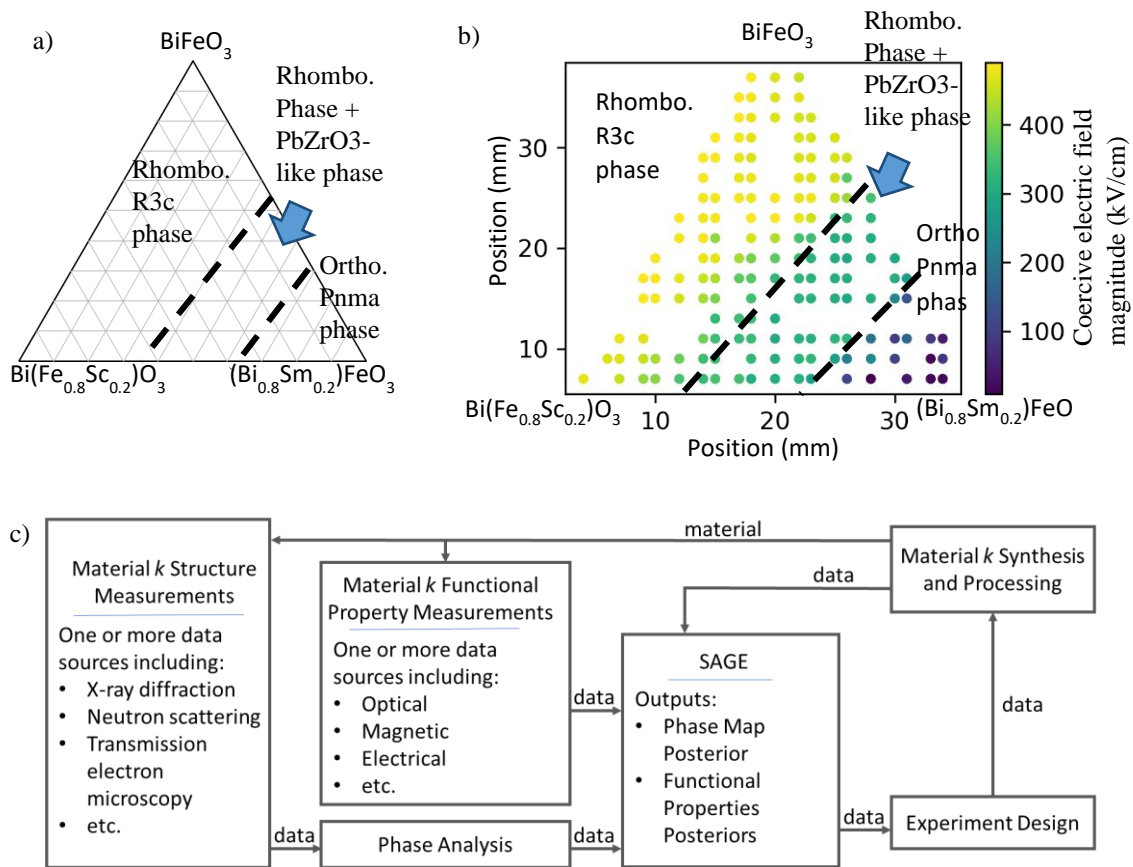 a)
BiFeO3
Rhombo.
Phase +
PbZrO3-
like phase
Rhombo.
R3c
phase
Ortho.
Pnma
phase
Bi(Fe0.8Sc0.2)O3
(Bi0.8Sm0.2)FeO3
b)
BiFeO3
Rhombo.
Phase +
PbZrO3-
like phase
Rhombo.
R3c
phase
Ortho
Pnma
phas
30
20
10
Position (mm)
Bi(Fe0.8Sc0.2)O3
(Bi0.8Sm0.2)FeO
10
20
30
Position (mm)
400
300
200
100
Coercive electric field
magnitude (kV/cm)
c)
Material k Structure
Measurements
One or more data
sources including:
• X-ray diffraction
• Neutron scattering
• Transmission
electron
microscopy
• etc.
material
Material k Functional
Property Measurements
One or more data
sources including:
• Optical
• Magnetic
• Electrical
• etc.
data
Phase Analysis
data
data
data
SAGE
Outputs:
• Phase Map
Posterior
• Functional
Properties
Posteriors
data
Experiment Design
data
Material k Synthesis
and Processing